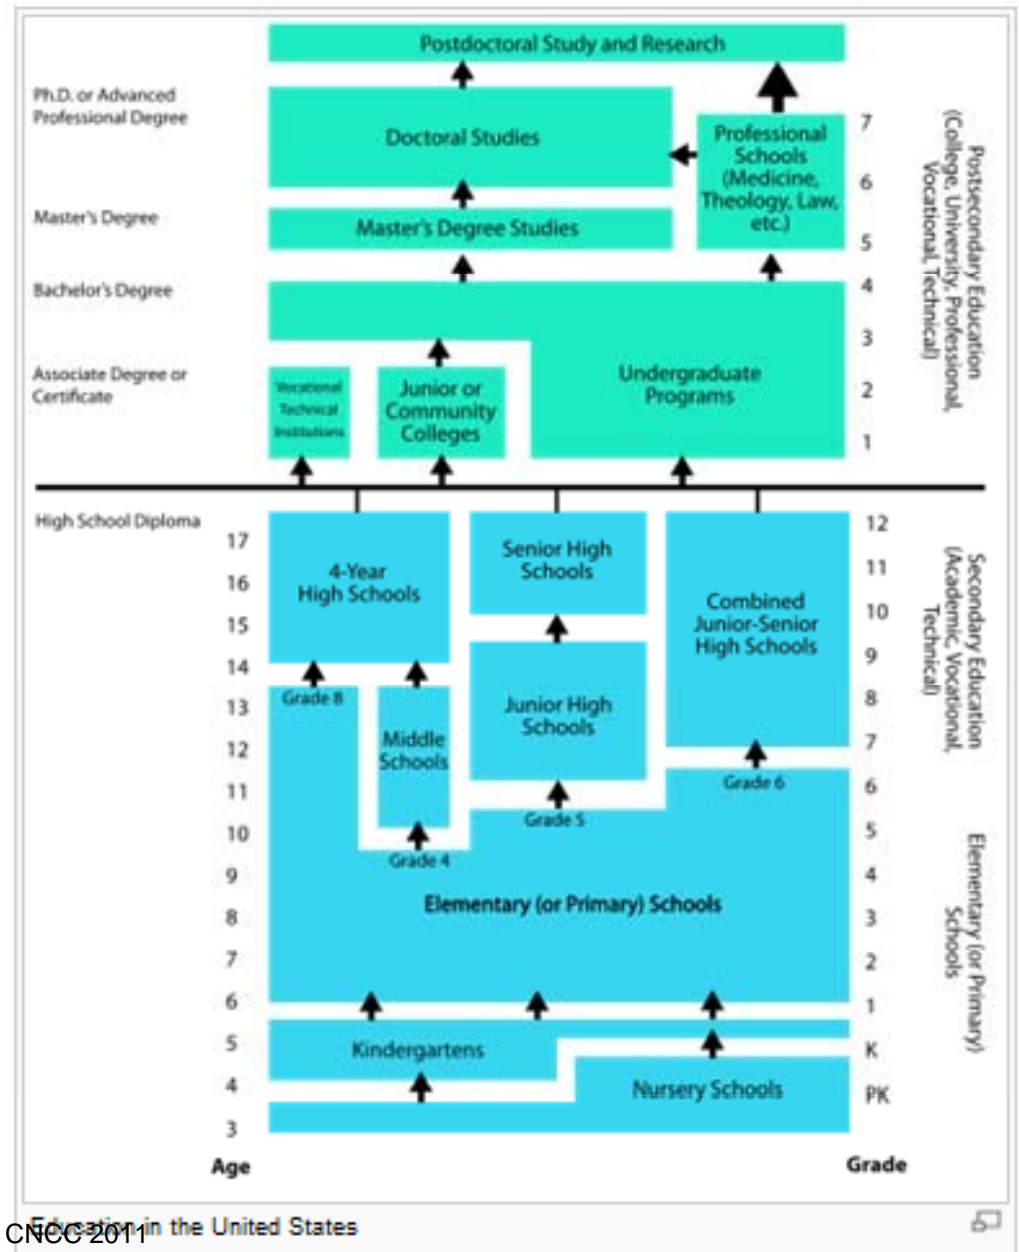 Postdoctoral Study and Research
Ph.D. or Advanced
Professional Degree
Doctoral Studies
Professional
Schools
(Medicine,
Theology, Law,
etc.)
7
6
5
Master's Degree
Master's Degree Studies
Bachelor's Degree
4
3
2
1
Associate Degree or
Certificate
Vocational
Technical
Institutions
Junior or
Community
Colleges
Undergraduate
Programs
Postsecondary Education
(College, University, Professional,
Vocational, Technical)
High School Diploma
17
16
15
14
13
12
11
10
9
8
7
6
5
4
3
Age
4-Year
High Schools
Senior High
Schools
Combined
Junior-Senior
High Schools
Grade 8
Middle
Schools
Junior High
Schools
Grade 6
Grade 5
Grade 4
Elementary (or Primary) Schools
Kindergartens
Nursery Schools
12
11
10
9
8
7
6
5
4
3
2
1
K
PK
Grade
Secondary Education
(Academic, Vocational,
Technical)
Elementary (or Primary)
Schools
Education in the United States
CNCC 2011